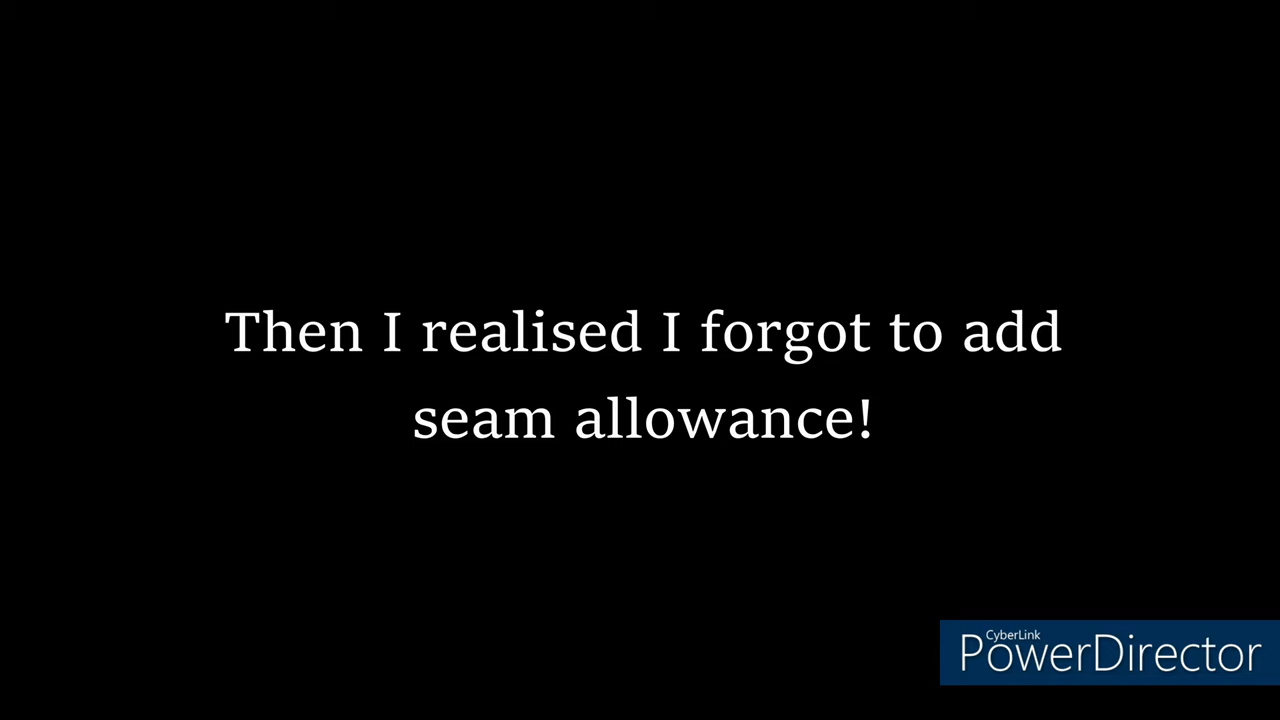 Then I realised I forgot to add
seam allowance!
CyberLink
PowerDirector